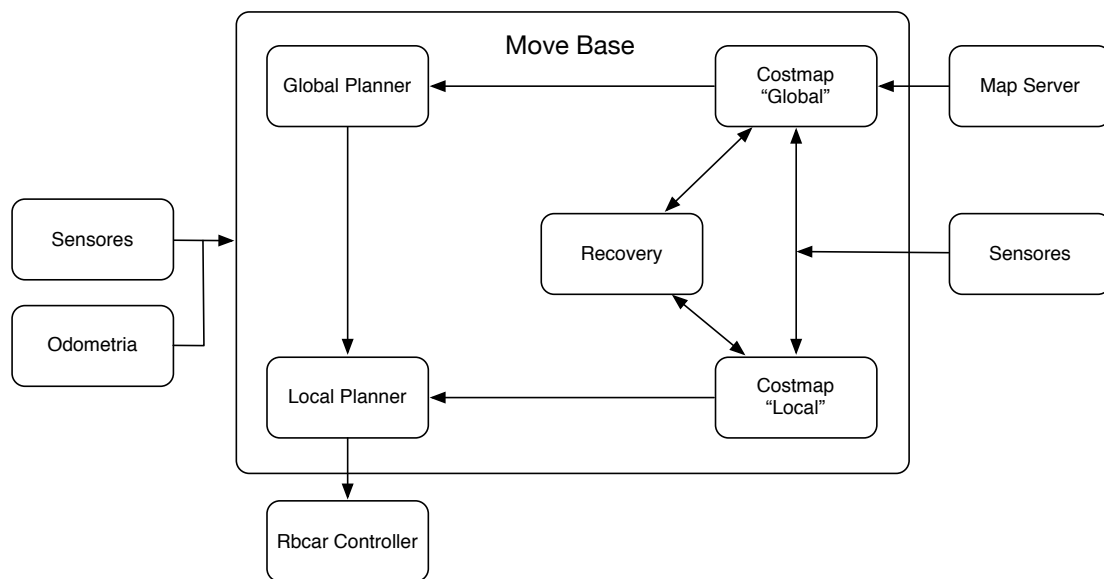 Move Base
Global Planner
Costmap
“Global”
Map Server
Sensores
Recovery
Sensores
Odometria
Local Planner
Costmap
“Local”
Rbcar Controller